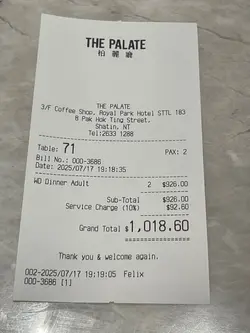 THE PALATE
柏麗廳
THE PALATE
3/F Coffee Shop, Royal Park Hotel STTL 183
8 Pak Hok Ting Street,
Shatin, NT
Tel:2633 1288
Table: 71 PAX: 2
Bill No.: 000-3686
Date: 2025/07/17 19:18:35
WD Dinner Adult 2 $926.00
Sub-Total $926.00
Service Charge (10%) $92.60
Grand Total $1,018.60
Thank you & welcome again.
002-2025/07/17 19:19:05 Felix
000-3686 [1]